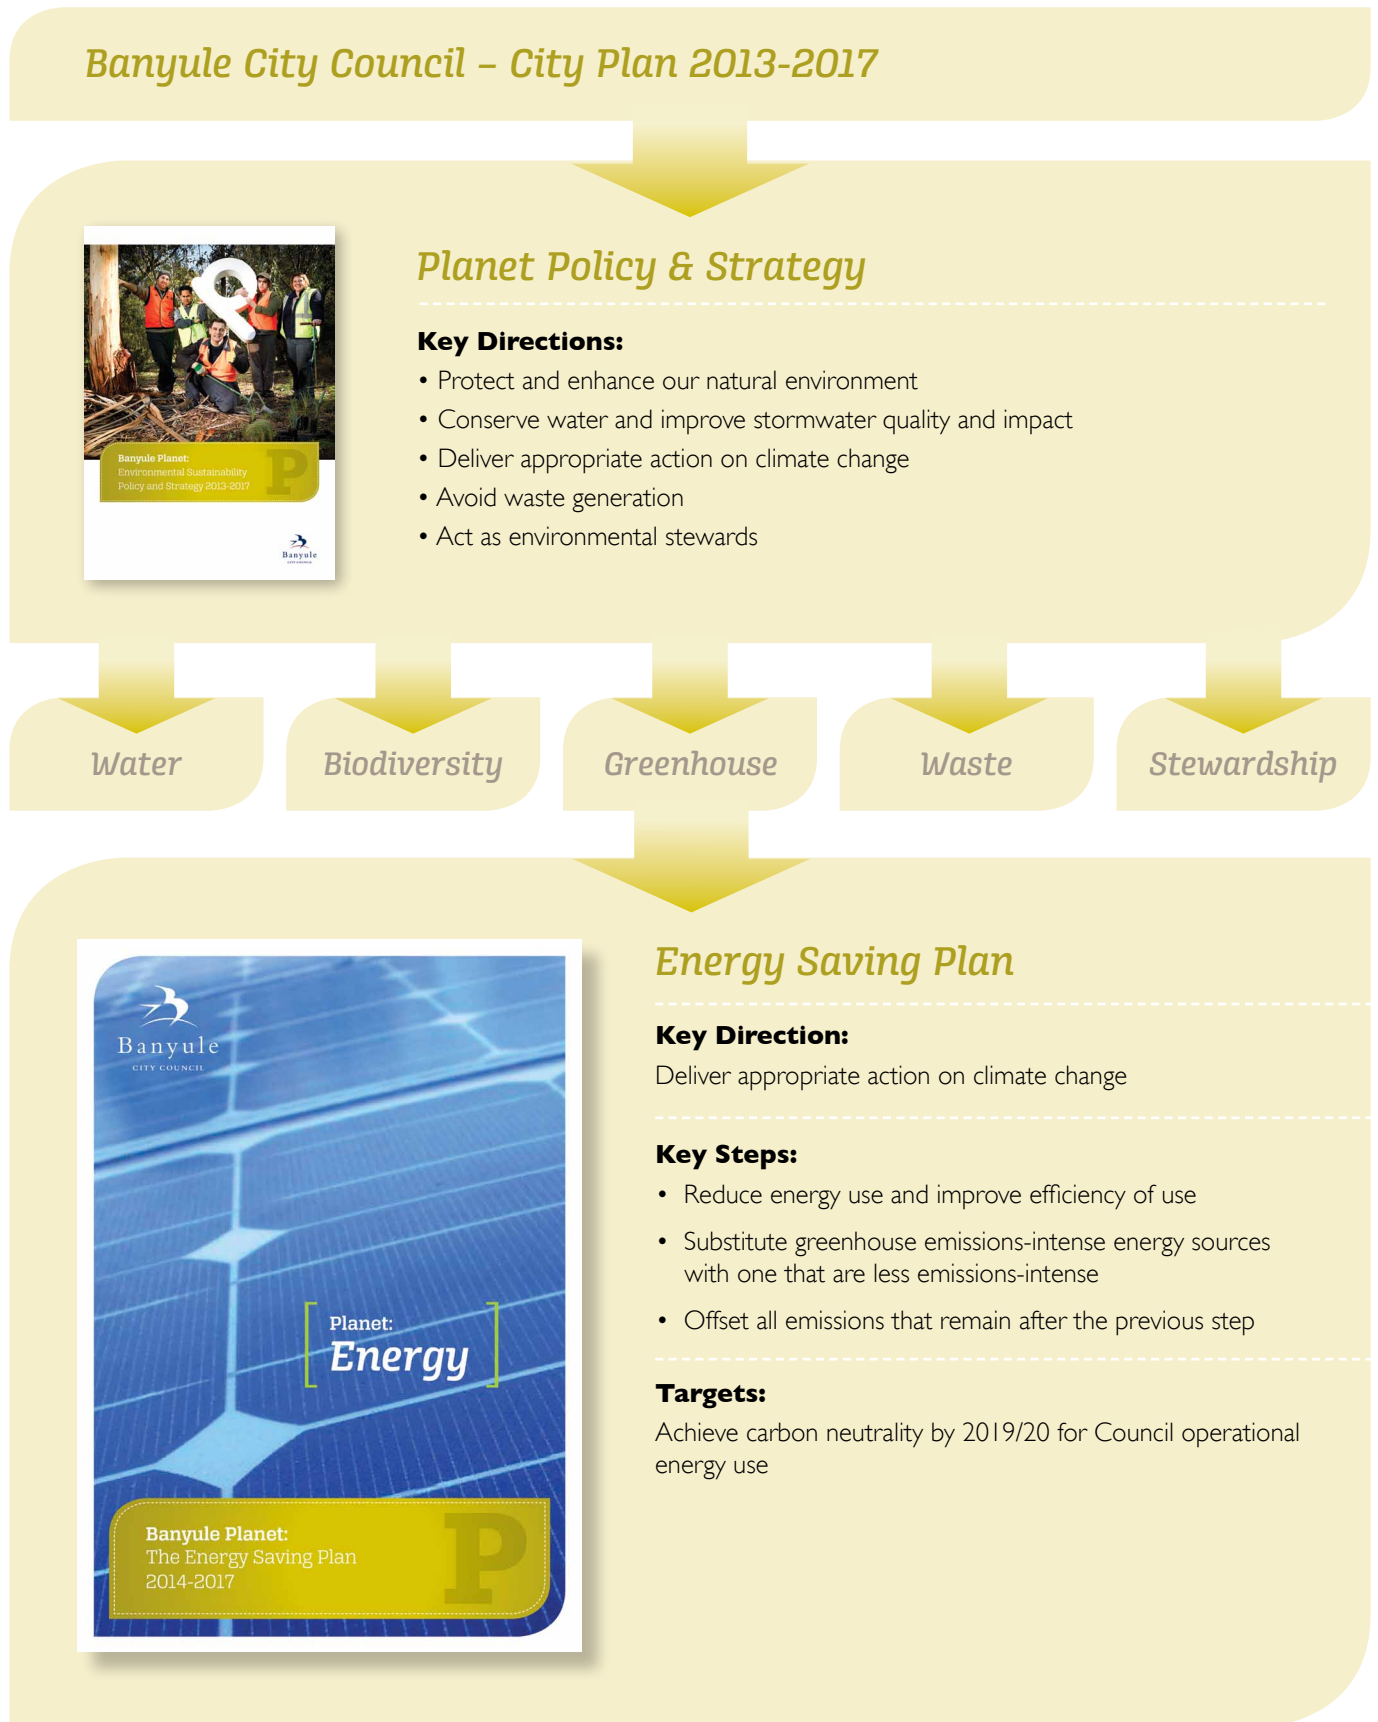 Banyule City Council – City Plan 2013-2017
Planet Policy & Strategy
Key Directions:
• Protect and enhance our natural environment
• Conserve water and improve stormwater quality and impact
• Deliver appropriate action on climate change
• Avoid waste generation
• Act as environmental stewards
Banyule Planet:
Environmental Sustainability
Policy and Strategy 2013-2017
P
Banyule
CITY COUNCIL
Water
Biodiversity
Greenhouse
Waste
Stewardship
Banyule
CITY COUNCIL
Planet:
Energy
Banyule Planet:
The Energy Saving Plan
2014-2017
P
Energy Saving Plan
Key Direction:
Deliver appropriate action on climate change
Key Steps:
• Reduce energy use and improve efficiency of use
• Substitute greenhouse emissions-intense energy sources
with one that are less emissions-intense
• Offset all emissions that remain after the previous step
Targets:
Achieve carbon neutrality by 2019/20 for Council operational
energy use